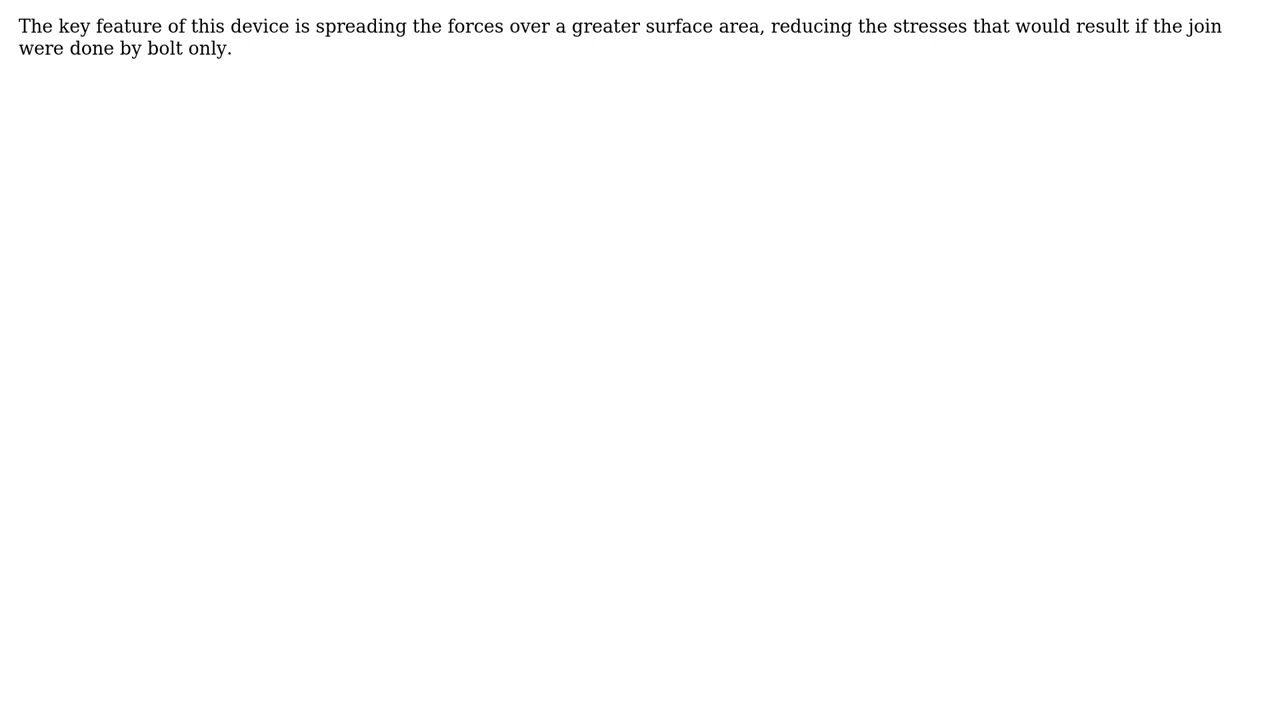 The key feature of this device is spreading the forces over a greater surface area, reducing the stresses that would result if the join
were done by bolt only.